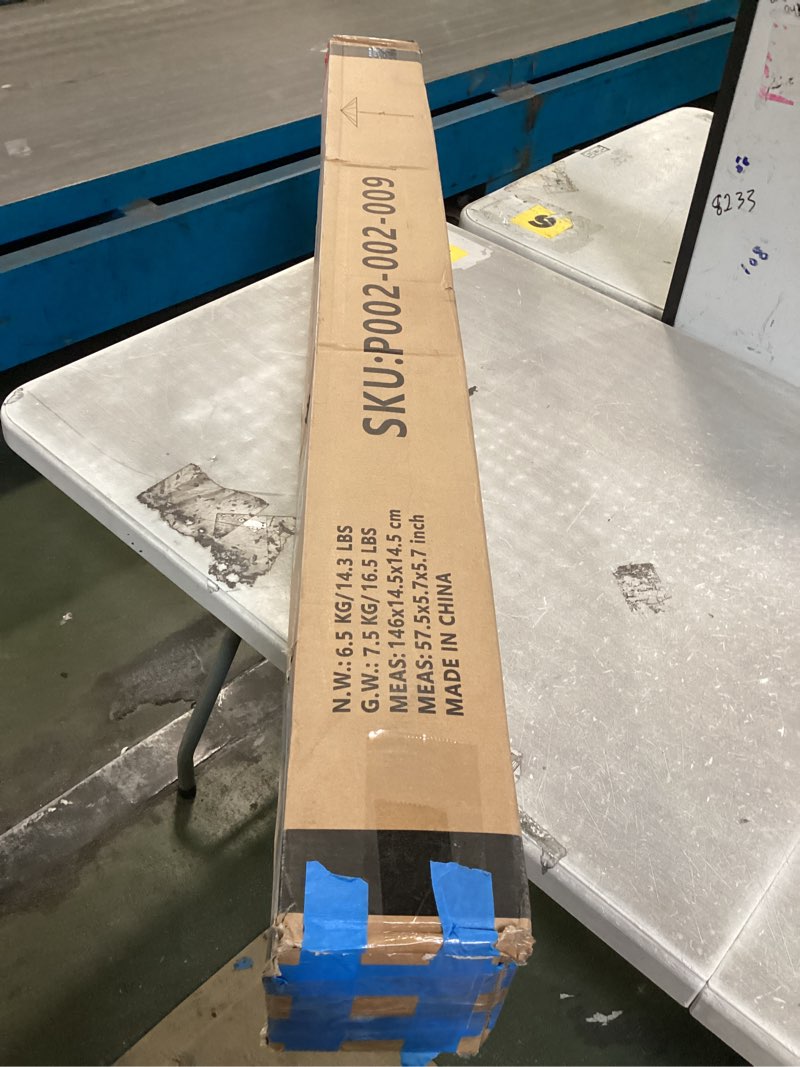 SKU:P002-002-009
N.W.: 6.5 KG/14.3 LBS
G.W.: 7.5 KG/ 16.5 LBS
MEAS: 146x14.5x14.5 cm
MEAS: 57.5x5.7x5.7 inch
MADE IN CHINA
8233
108